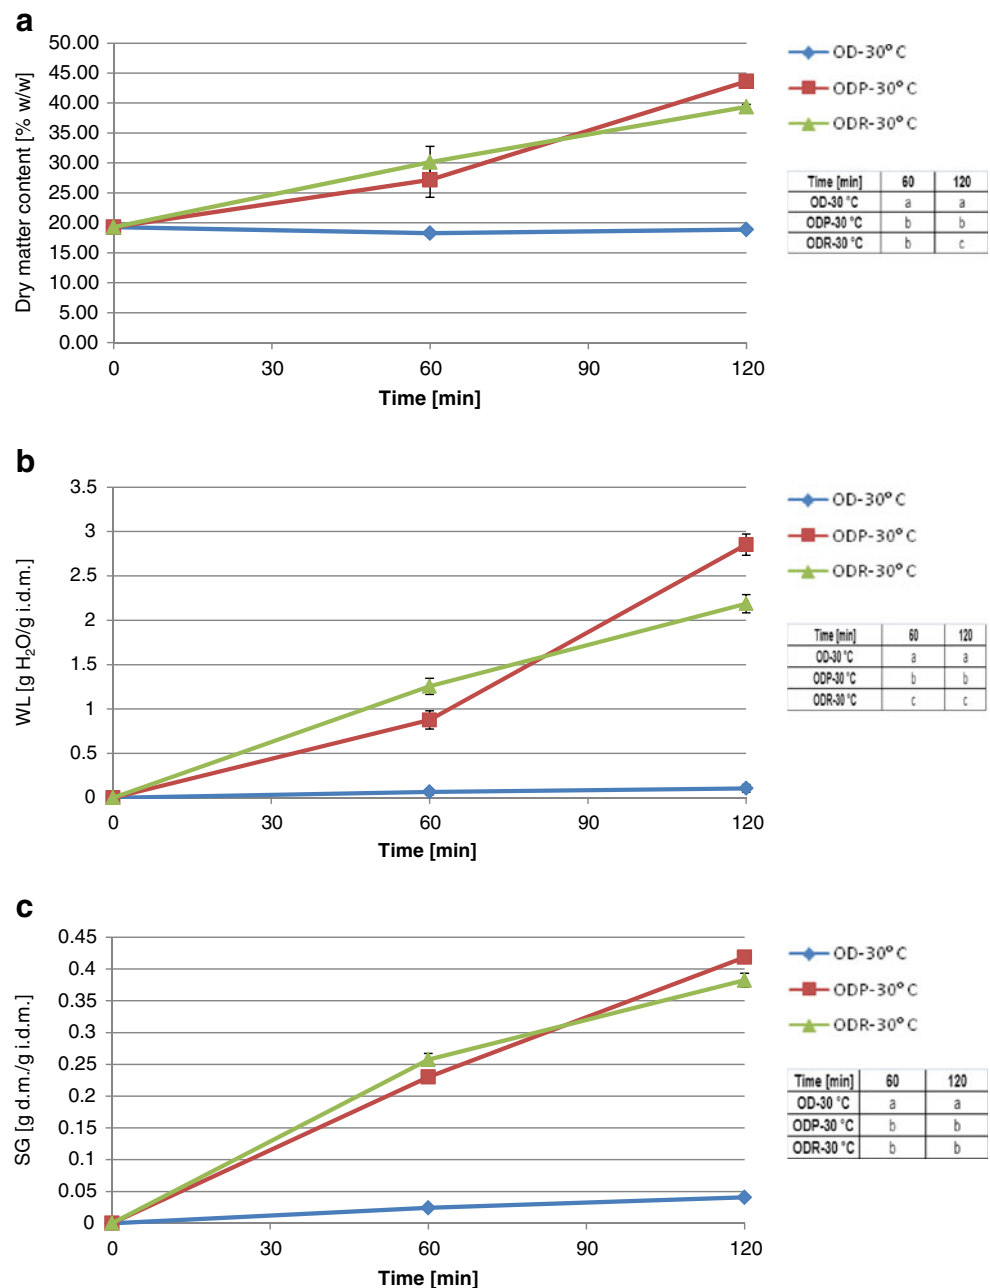 a
Dry matter content [% w/w]
50.00
45.00
40.00
35.00
30.00
25.00
20.00
15.00
10.00
5.00
0.00
0 30 60 90 120
Time [min]
OD-30° C
ODP-30° C
ODR-30° C
Time [min] 60 120
OD-30 °C a a
ODP-30 °C b b
ODR-30 °C b c
b
WL [g H₂O/g i.d.m.]
3.5
3
2.5
2
1.5
1
0.5
0
0 30 60 90 120
Time [min]
OD-30° C
ODP-30° C
ODR-30° C
Time [min] 60 120
OD-30 °C a a
ODP-30 °C b b
ODR-30 °C c c
c
SG [g d.m./g i.d.m.]
0.45
0.4
0.35
0.3
0.25
0.2
0.15
0.1
0.05
0
0 30 60 90 120
Time [min]
OD-30° C
ODP-30° C
ODR-30° C
Time [min] 60 120
OD-30 °C a a
ODP-30 °C b b
ODR-30 °C b b